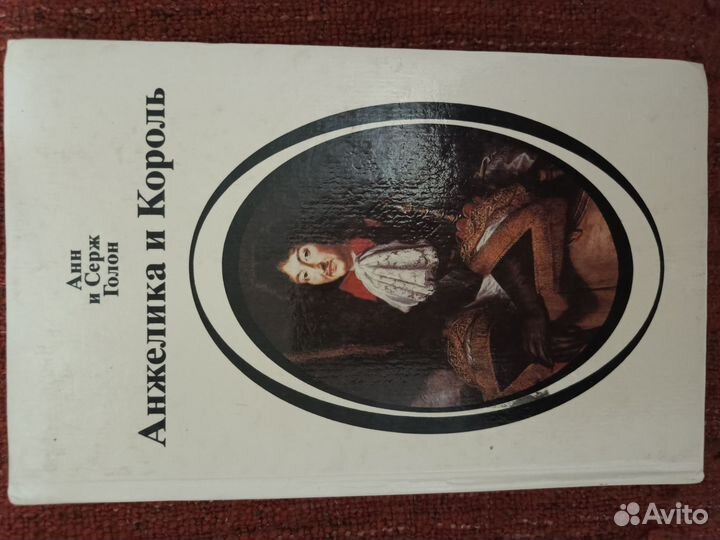 Анн
и Серж
Голон
Анжелика и Король
Avito